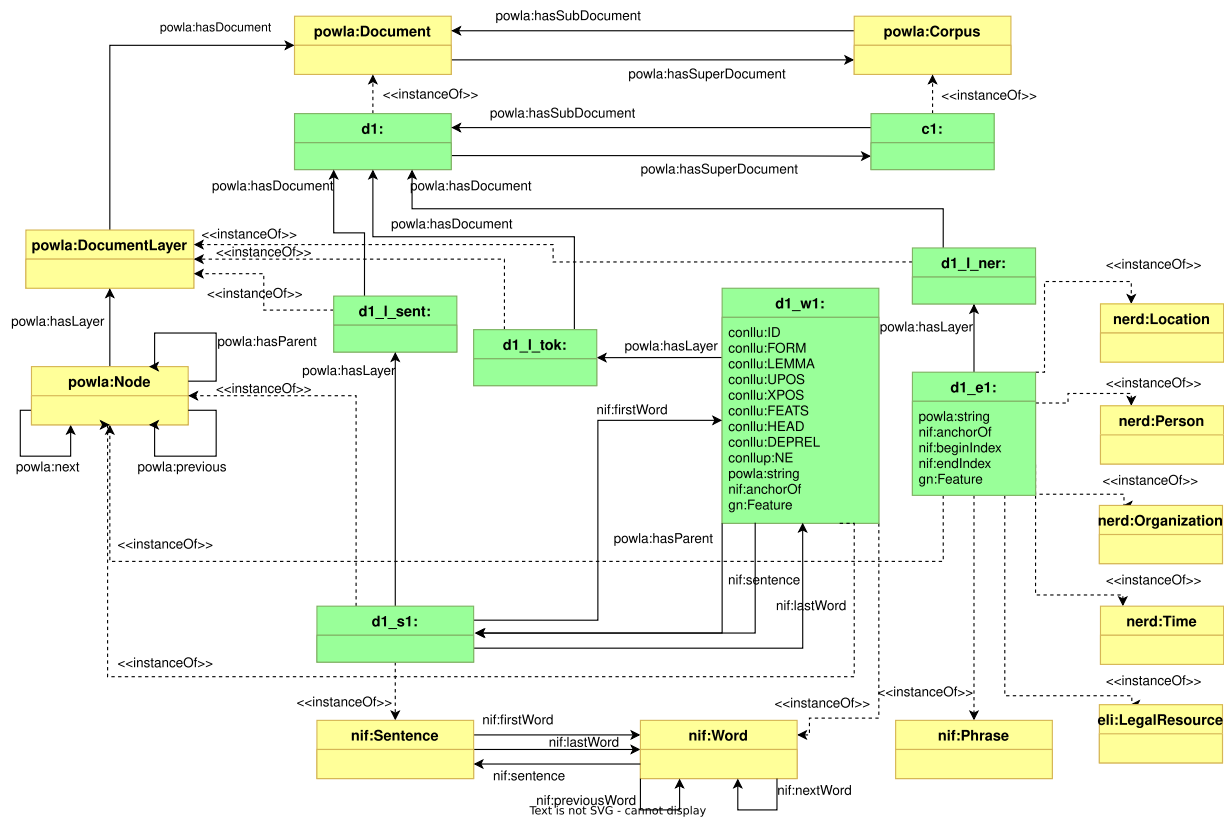 powla:hasSubDocument
powla:hasDocument
powla:Document
powla:Corpus
powla:hasSuperDocument
<<instanceOf>>
<<instanceOf>>
powla:hasSubDocument
d1:
c1:
powla:hasSuperDocument
powla:hasDocument
powla:hasDocument
powla:hasDocument
<<instanceOf>>
powla:DocumentLayer
<<instanceOf>>
d1_l_ner:
<<instanceOf>>
<<instanceOf>>
d1_l_sent:
d1_w1:
nerd:Location
powla:hasLayer
powla:hasLayer
conllu:ID
conllu:FORM
conllu:LEMMA
conllu:UPOS
conllu:XPOS
conllu:FEATS
conllu:HEAD
conllu:DEPREL
conllup:NE
powla:string
nif:anchorOf
gn:Feature
powla:hasParent
d1_l_tok:
powla:hasLayer
powla:hasLayer
powla:Node
<<instanceOf>>
d1_e1:
powla:string
nif:anchorOf
nif:beginIndex
nif:endIndex
gn:Feature
<<instanceOf>>
nif:firstWord
nerd:Person
powla:next
powla:previous
<<instanceOf>>
nerd:Organization
<<instanceOf>>
powla:hasParent
nif:sentence
<<instanceOf>>
nif:lastWord
d1_s1:
nerd:Time
<<instanceOf>>
<<instanceOf>>
<<instanceOf>>
<<instanceOf>>
<<instanceOf>>
nif:firstWord
eli:LegalResource
nif:Sentence
nif:lastWord
nif:Word
nif:Phrase
nif:sentence
nif:previousWord
nif:nextWord
Text is not SVG - cannot display